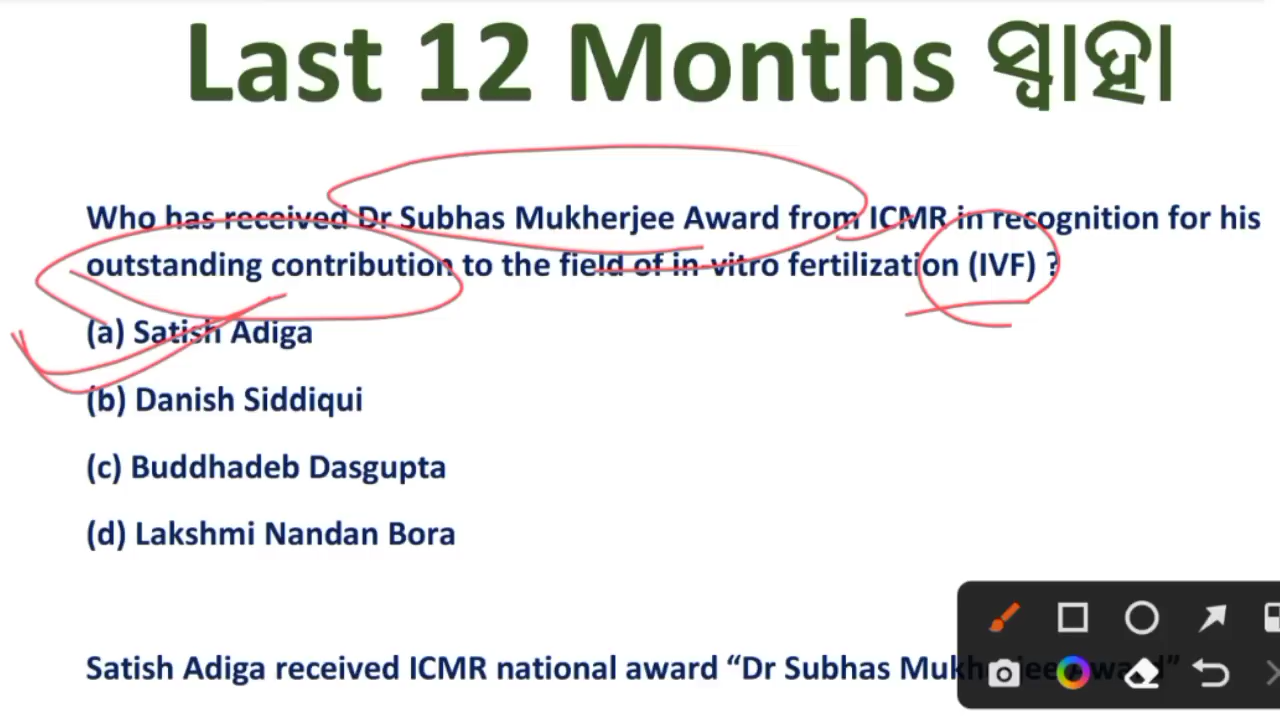 Last 12 Months ସ୍ୱାହା
Who has received Dr Subhas Mukherjee Award from ICMR in recognition for his
outstanding contribution to the field of in-vitro fertilization (IVF) ?
(a) Satish Adiga
(b) Danish Siddiqui
(c) Buddhadeb Dasgupta
(d) Lakshmi Nandan Bora
Satish Adiga received ICMR national award “Dr Subhas Mukherjee Award”